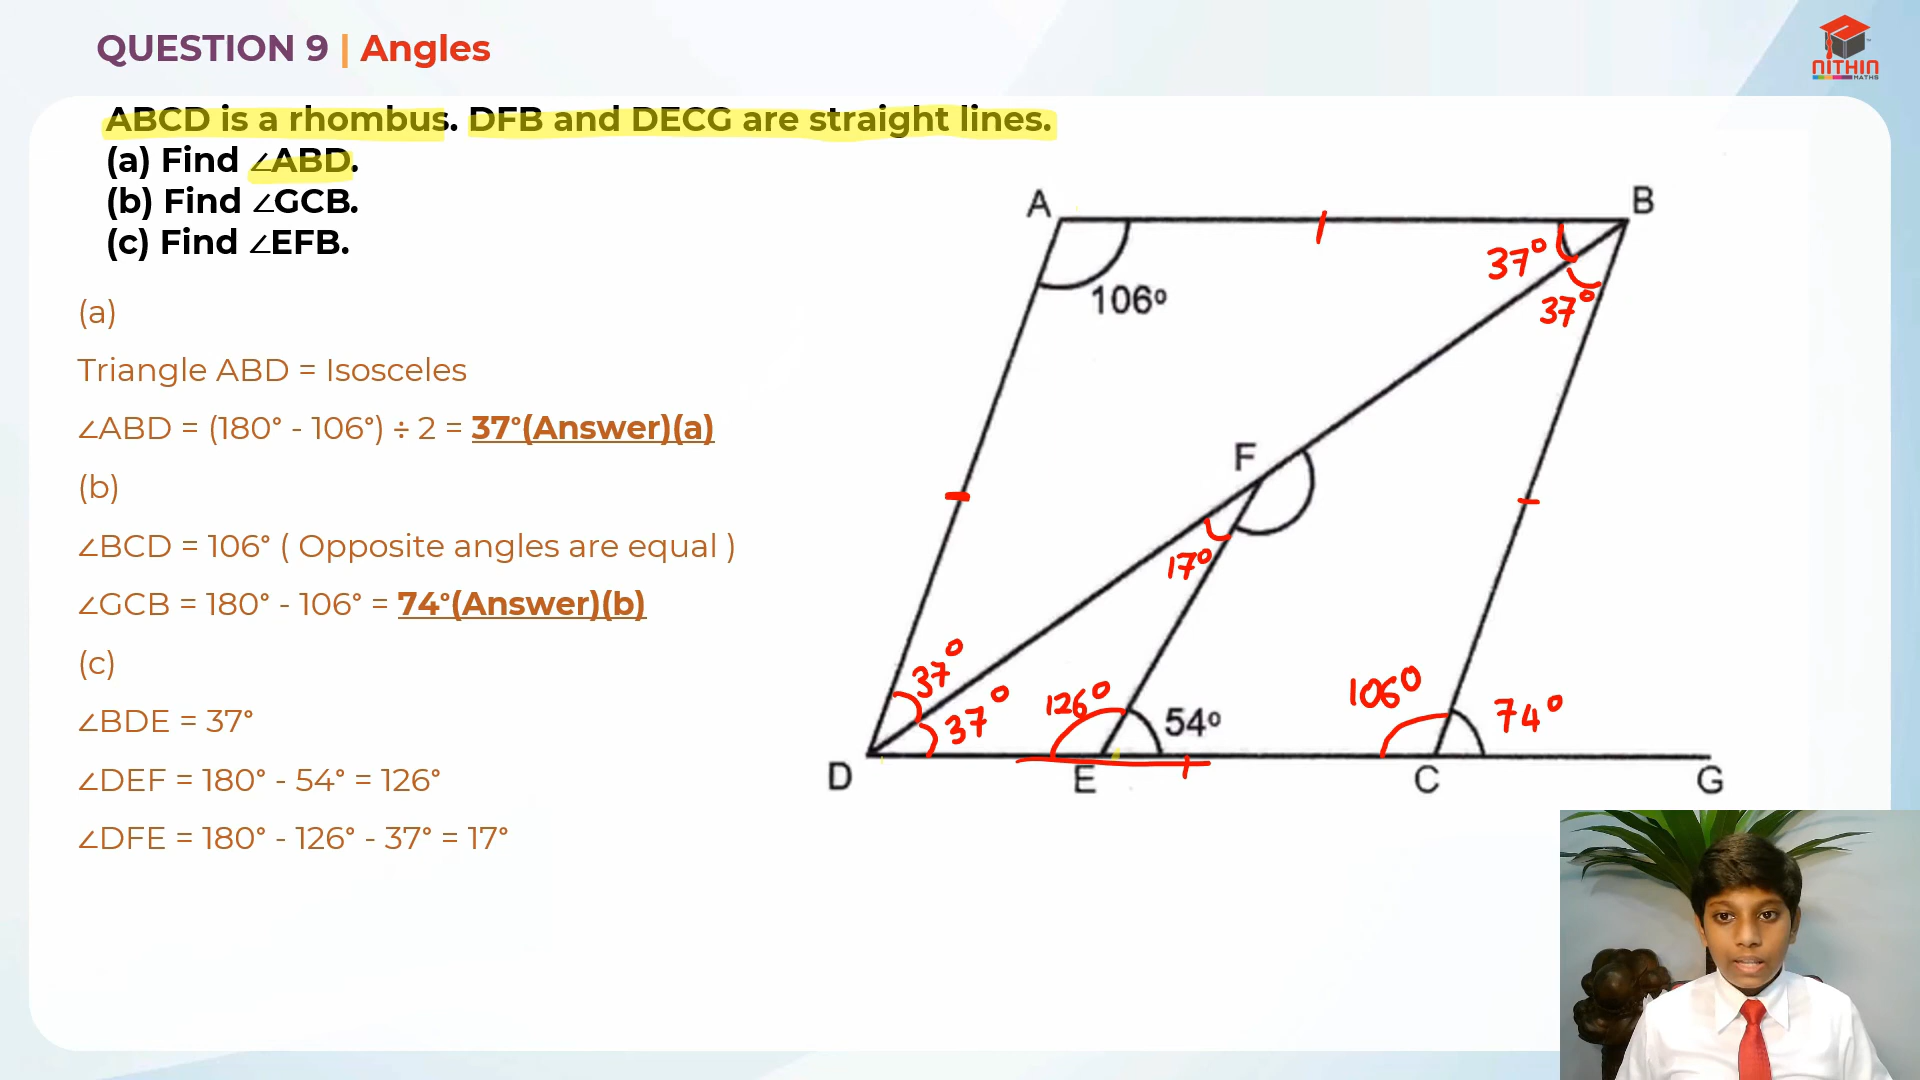 QUESTION 9 | Angles
NITHIN
MATHS
ABCD is a rhombus. DFB and DECG are straight lines.
(a) Find ∠ABD.
(b) Find ∠GCB.
(c) Find ∠EFB.
(a)
Triangle ABD = Isosceles
∠ABD = (180° - 106°) ÷ 2 = 37°(Answer)(a)
(b)
∠BCD = 106° ( Opposite angles are equal )
∠GCB = 180° - 106° = 74°(Answer)(b)
(c)
∠BDE = 37°
∠DEF = 180° - 54° = 126°
∠DFE = 180° - 126° - 37° = 17°
A
B
37°
106°
37°
F
17°
37°
37°
126°
54°
106°
74°
D
E
C
G